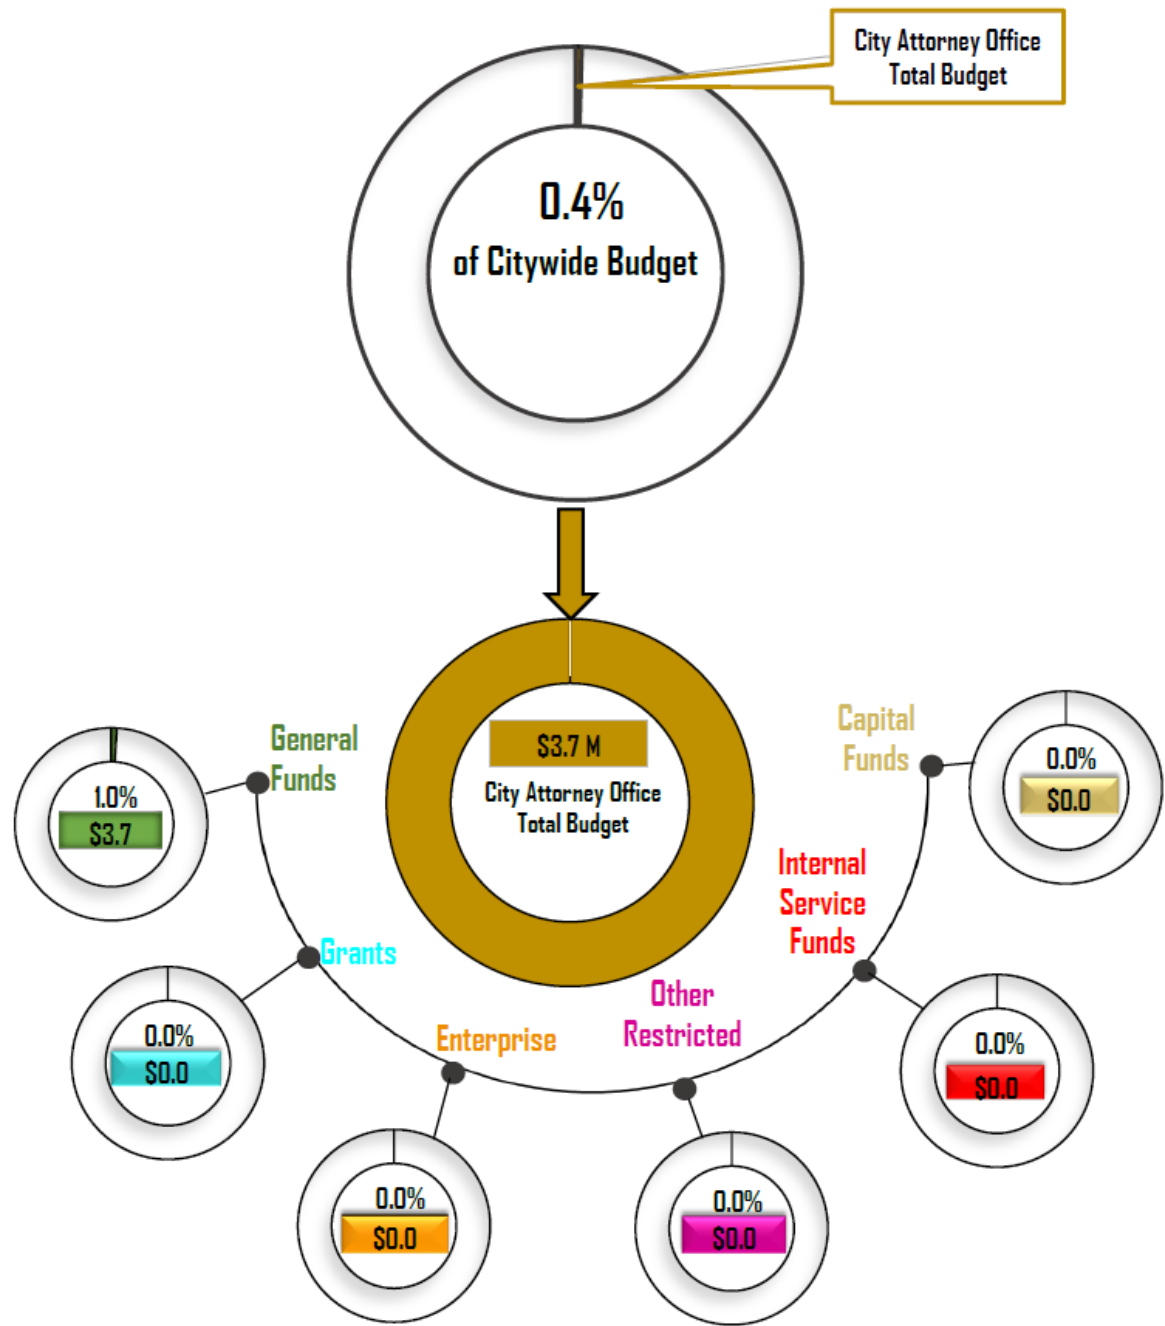 City Attorney Office
Total Budget
0.4%
of Citywide Budget
$3.7 M
City Attorney Office
Total Budget
General
Funds
1.0%
$3.7
Grants
0.0%
$0.0
Enterprise
0.0%
$0.0
Other
Restricted
0.0%
$0.0
Internal
Service
Funds
0.0%
$0.0
Capital
Funds
0.0%
$0.0